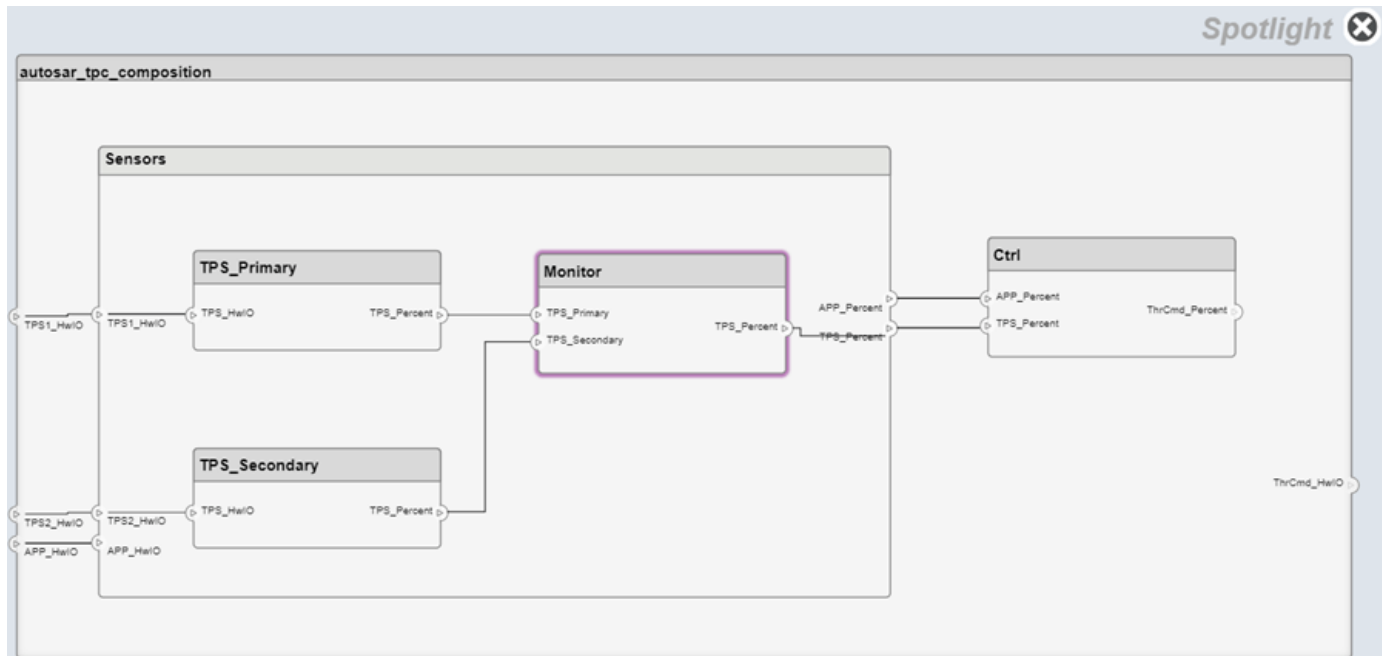 Spotlight
autosar_tpc_composition
Sensors
TPS_Primary
TPS_HwIO
TPS_Percent
Monitor
TPS_Primary
TPS_Secondary
TPS_Percent
APP_Percent
TPS_Percent
Ctrl
APP_Percent
TPS_Percent
ThrCmd_Percent
TPS1_HwIO
TPS1_HwIO
TPS_Secondary
TPS_HwIO
TPS_Percent
TPS2_HwIO
TPS2_HwIO
APP_HwIO
APP_HwIO
ThrCmd_HwIO